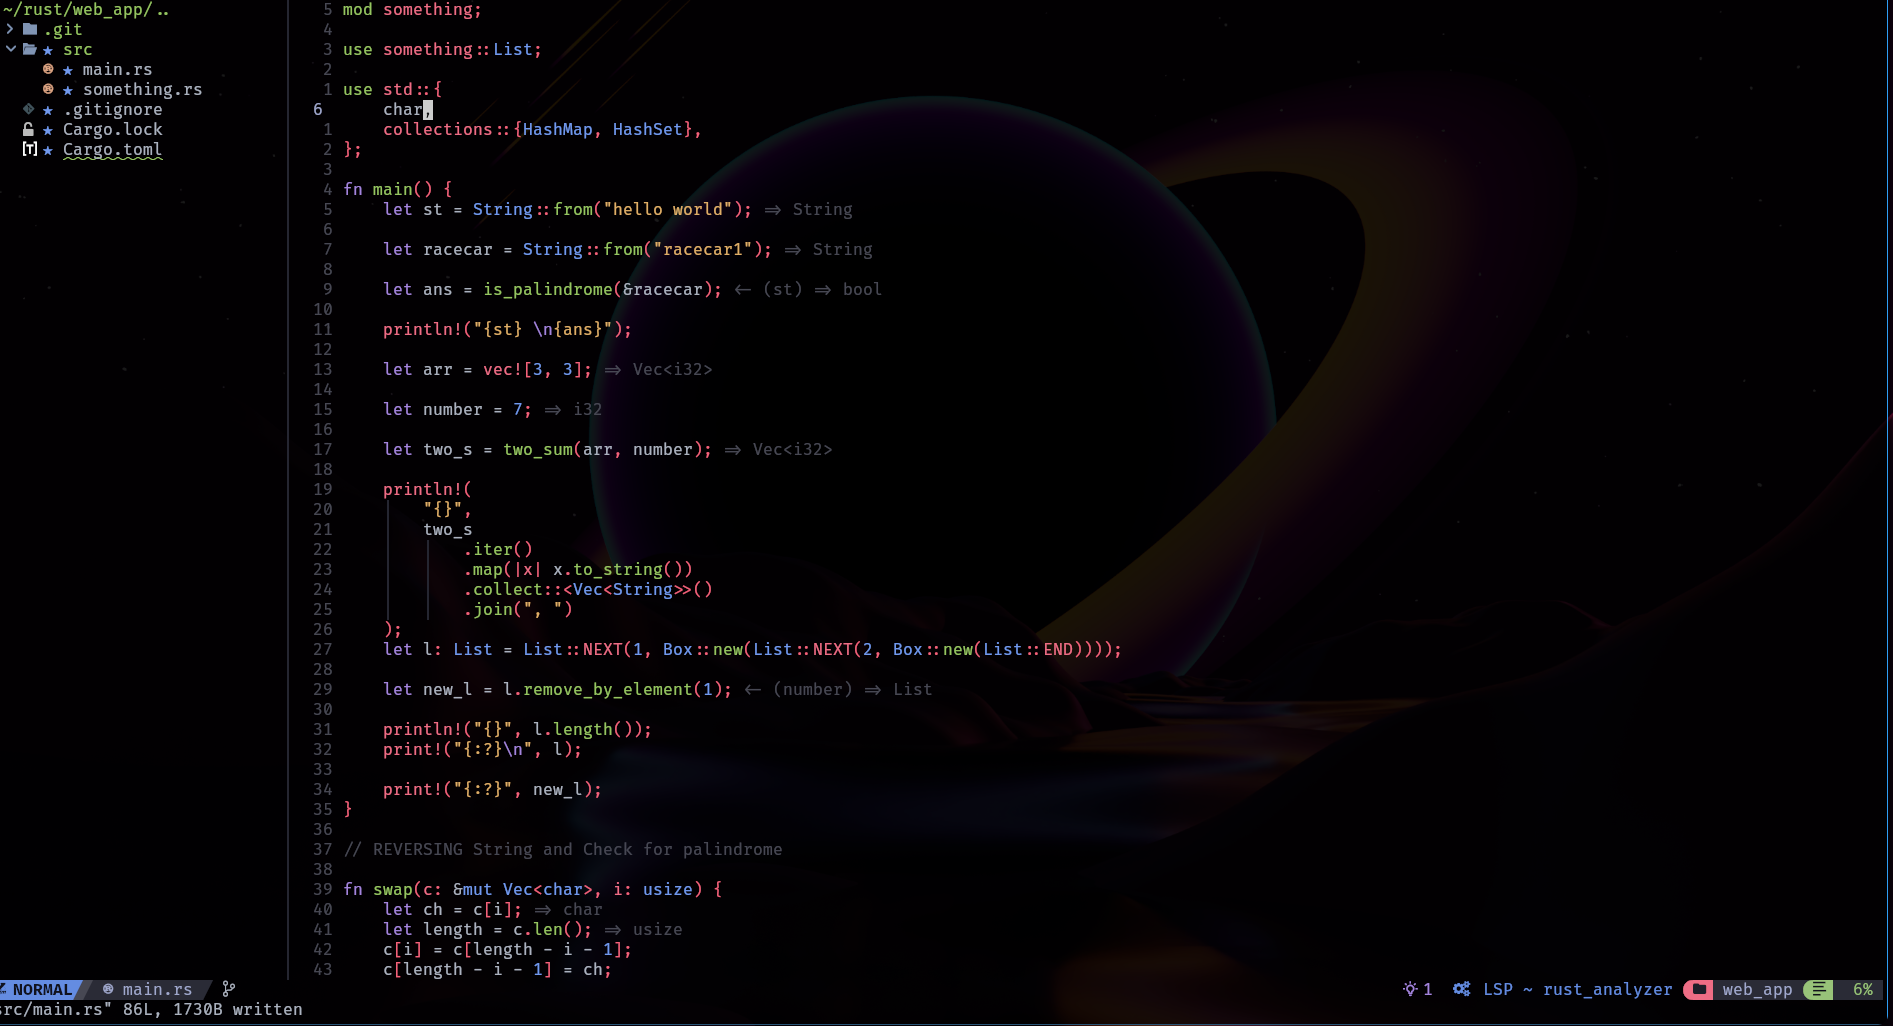 ~/rust/web_app/..
.git
src
main.rs
something.rs
.gitignore
Cargo.lock
[T] Cargo.toml
5 mod something;
4
3 use something::List;
2
1 use std::{
6 char,
1 collections::{HashMap, HashSet},
2 };
3
4 fn main() {
5 let st = String::from("hello world"); => String
6
7 let racecar = String::from("racecar1"); => String
8
9 let ans = is_palindrome(&racecar); <- (st) => bool
10
11 println!("{st} \n{ans}");
12
13 let arr = vec![3, 3]; => Vec<i32>
14
15 let number = 7; => i32
16
17 let two_s = two_sum(arr, number); => Vec<i32>
18
19 println!(
20 "{}",
21 two_s
22 .iter()
23 .map(|x| x.to_string())
24 .collect::<Vec<String>>()
25 .join(", ")
26 );
27 let l: List = List::NEXT(1, Box::new(List::NEXT(2, Box::new(List::END))));
28
29 let new_l = l.remove_by_element(1); <- (number) => List
30
31 println!("{}", l.length());
32 print!("{:?}\n", l);
33
34 print!("{:?}", new_l);
35 }
36
37 // REVERSING String and Check for palindrome
38
39 fn swap(c: &mut Vec<char>, i: usize) {
40 let ch = c[i]; => char
41 let length = c.len(); => usize
42 c[i] = c[length - i - 1];
43 c[length - i - 1] = ch;
NORMAL main.rs 1 LSP ~ rust_analyzer web_app 6%
src/main.rs" 86L, 1730B written